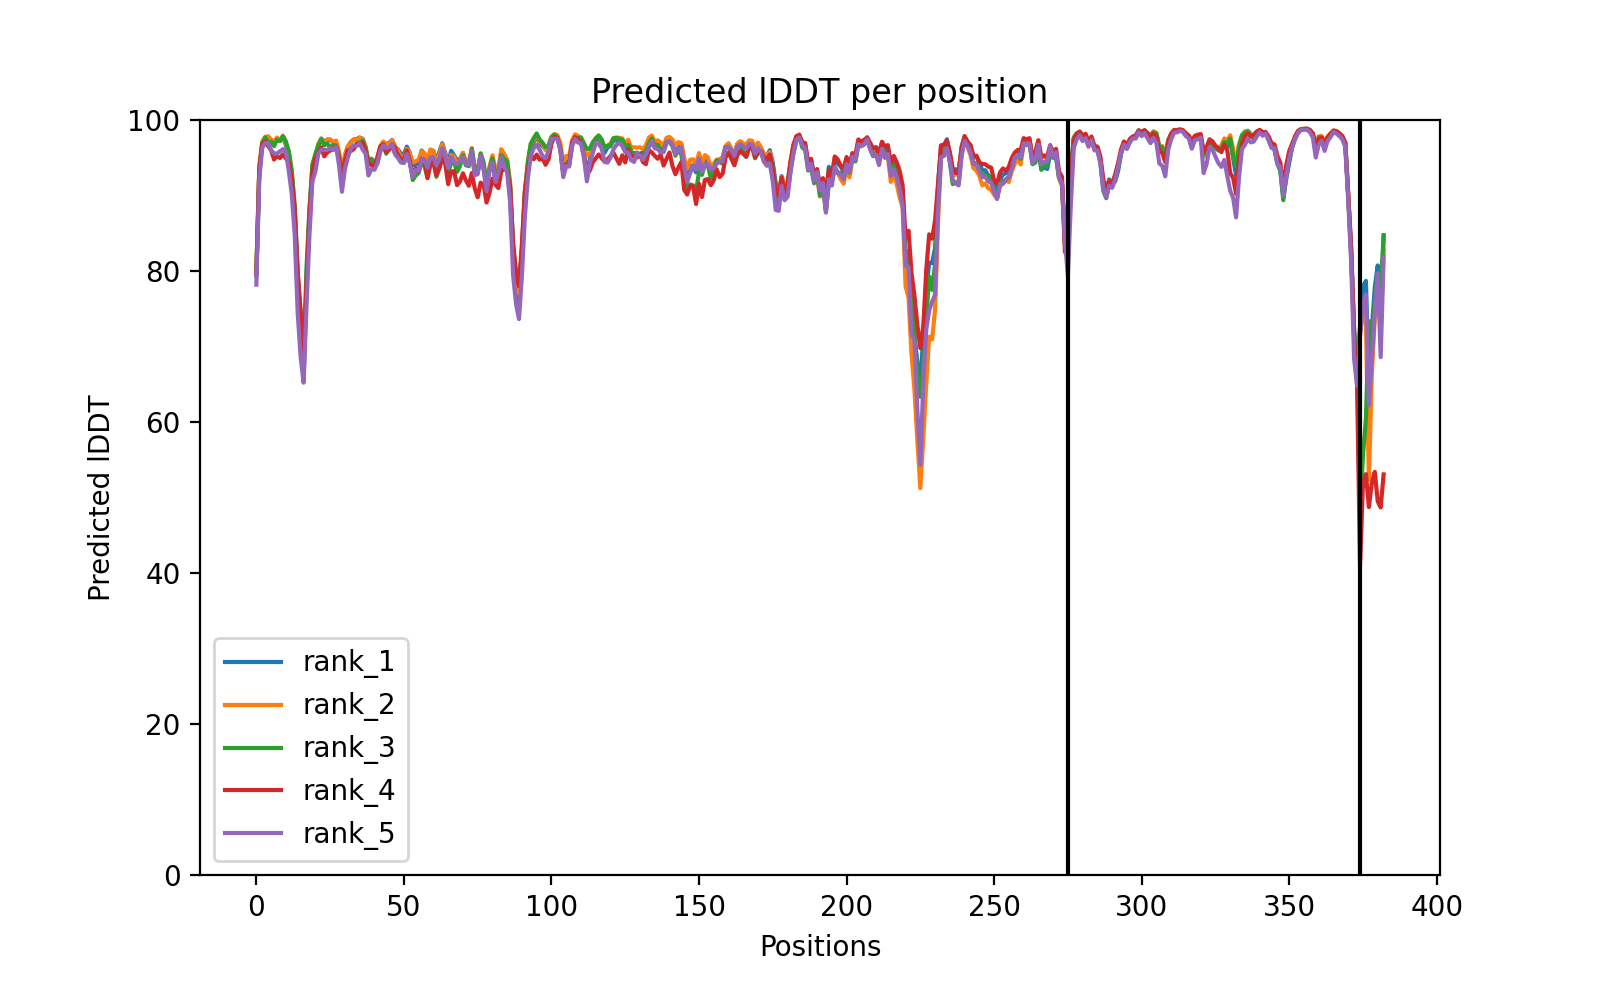 Predicted lDDT per position
100
80
60
40
20
0
Predicted lDDT
rank_1
rank_2
rank_3
rank_4
rank_5
0 50 100 150 200 250 300 350 400
Positions